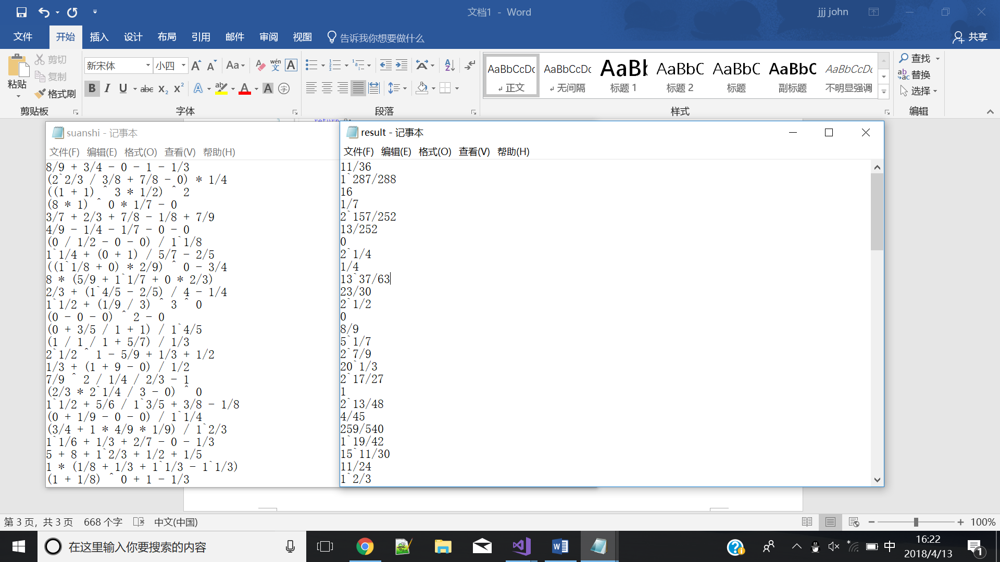 文档1 - Word
jjj john
文件 开始 插入 设计 布局 引用 邮件 审阅 视图 告诉我你想要做什么
共享
粘贴
剪切
复制
格式刷
剪贴板
新宋体 小四
字体
段落
AaBbCcDc 正文
AaBbCcDc 无间隔
AaBl 标题 1
AaBbC 标题 2
AaBbC 标题
AaBbC 副标题
AaBbCcDc 不明显强调
样式
查找
替换
选择
编辑
suanshi - 记事本
文件(F) 编辑(E) 格式(O) 查看(V) 帮助(H)
8/9 + 3/4 - 0 - 1 - 1/3
(2`2/3 / 3/8 + 7/8 - 0) * 1/4
((1 + 1) ^ 3 * 1/2) ^ 2
(8 * 1) ^ 0 * 1/7 - 0
3/7 + 2/3 + 7/8 - 1/8 + 7/9
4/9 - 1/4 - 1/7 - 0 - 0
(0 / 1/2 - 0 - 0) / 1`1/8
1`1/4 + (0 + 1) / 5/7 - 2/5
((1`1/8 + 0) * 2/9) ^ 0 - 3/4
8 * (5/9 + 1`1/7 + 0 * 2/3)
2/3 + (1`4/5 - 2/5) / 4 - 1/4
1`1/2 + (1/9 / 3) ^ 3 ^ 0
(0 - 0 - 0) ^ 2 - 0
(0 + 3/5 / 1 + 1) / 1`4/5
(1 / 1 / 1 + 5/7) / 1/3
2`1/2 ^ 1 - 5/9 + 1/3 + 1/2
1/3 + (1 + 9 - 0) / 1/2
7/9 ^ 2 / 1/4 / 2/3 - 1
(2/3 * 2`1/4 / 3 - 0) ^ 0
1`1/2 + 5/6 / 1`3/5 + 3/8 - 1/8
(0 + 1/9 - 0 - 0) / 1`1/4
(3/4 + 1 * 4/9 * 1/9) / 1`2/3
1`1/6 + 1/3 + 2/7 - 0 - 1/3
5 + 8 + 1`2/3 + 1/2 + 1/5
1 * (1/8 + 1/3 + 1`1/3 - 1`1/3)
(1 + 1/8) ^ 0 + 1 - 1/3
result - 记事本
文件(F) 编辑(E) 格式(O) 查看(V) 帮助(H)
11/36
1`287/288
16
1/7
2`157/252
13/252
0
2`1/4
1/4
13`37/63
23/30
2`1/2
0
8/9
5`1/7
2`7/9
20`1/3
2`17/27
1
2`13/48
4/45
259/540
1`19/42
15`11/30
11/24
1`2/3
第 3 页，共 3 页 668 个字 中文(中国)
100%
在这里输入你要搜索的内容
中
16:22
2018/4/13
1